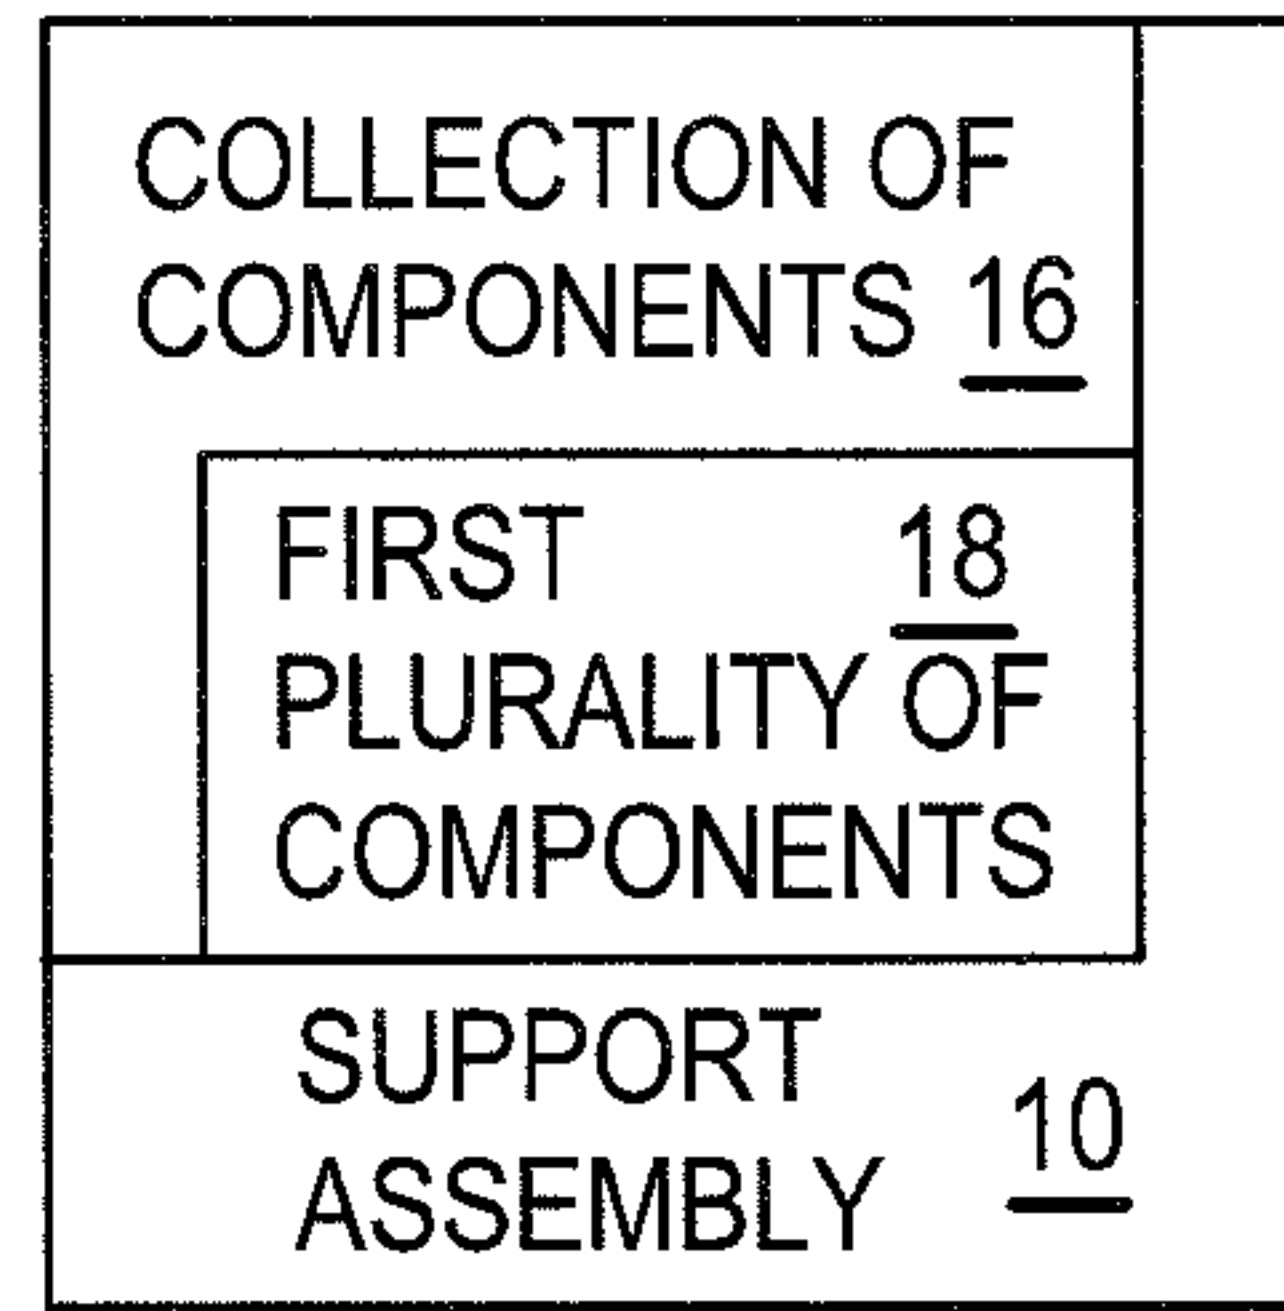 COLLECTION OF
COMPONENTS 16
FIRST 18
PLURALITY OF
COMPONENTS
SUPPORT
ASSEMBLY 10